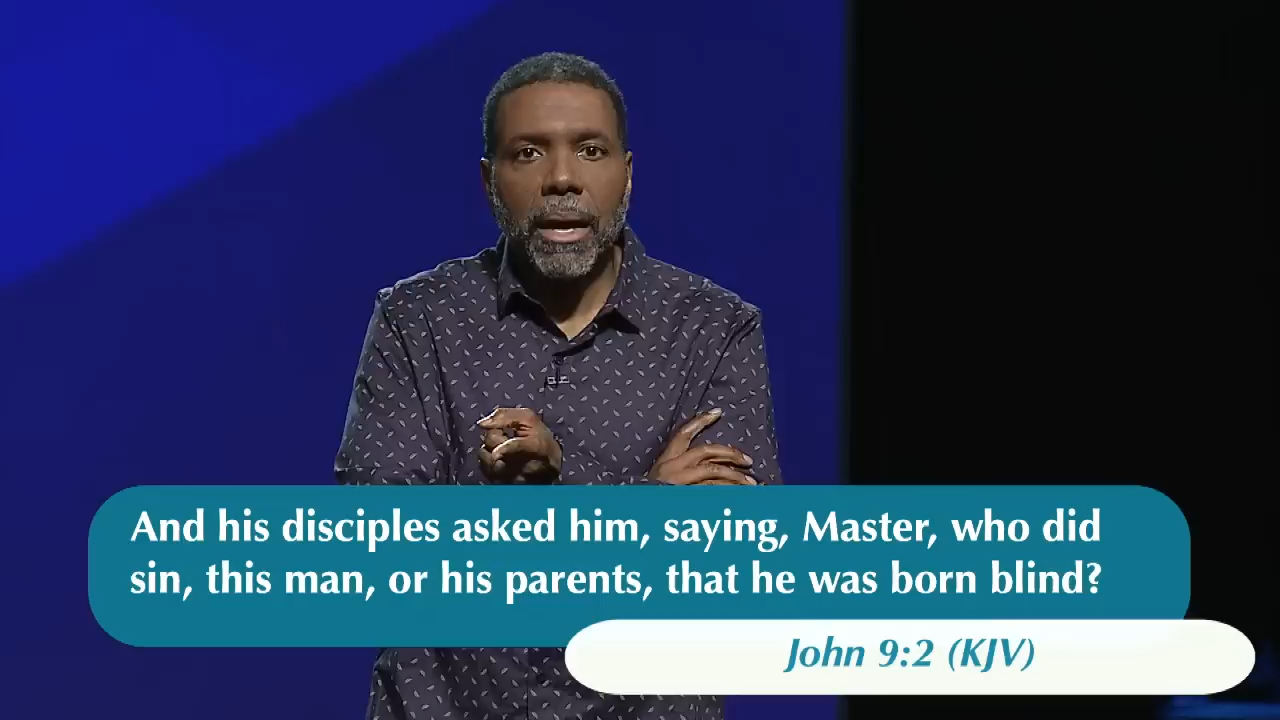 And his disciples asked him, saying, Master, who did
sin, this man, or his parents, that he was born blind?
John 9:2 (KJV)